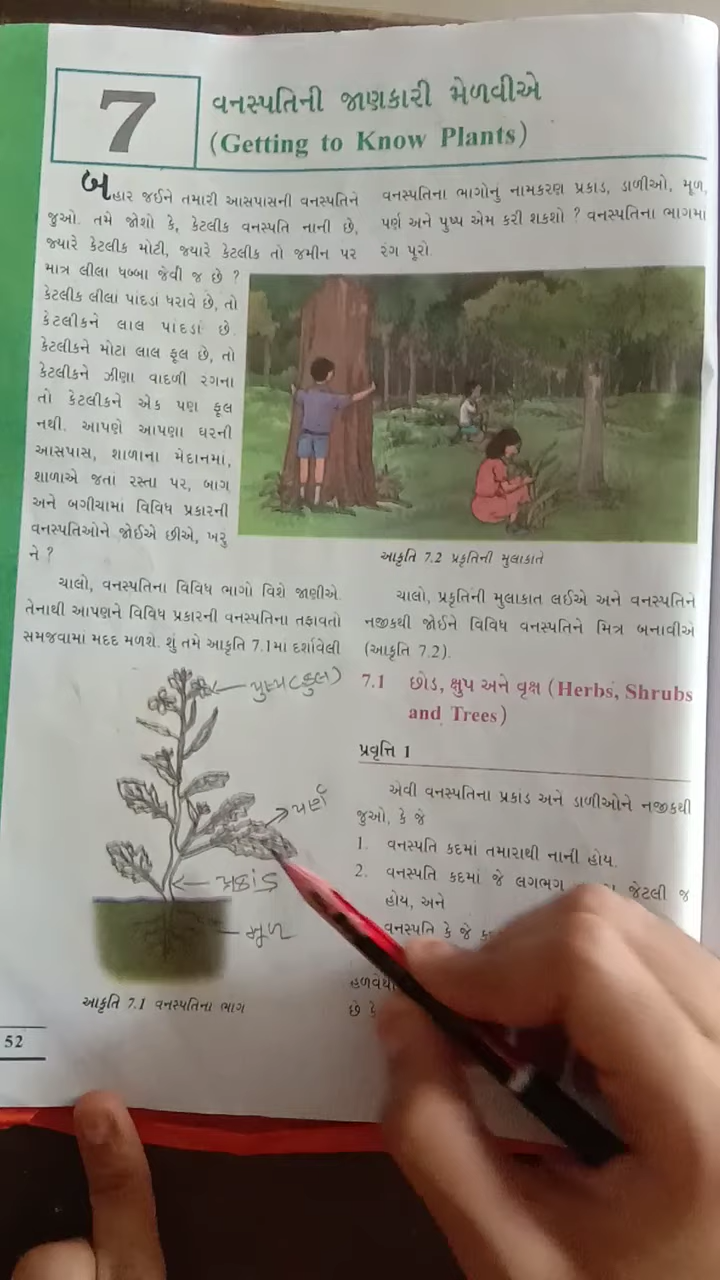 7
વનસ્પતિની જાણકારી મેળવીએ
(Getting to Know Plants)
બહાર જઈને તમારી આસપાસની વનસ્પતિને
જુઓ. તમે જોશો કે, કેટલીક વનસ્પતિ નાની છે,
જ્યારે કેટલીક મોટી, જ્યારે કેટલીક તો જમીન પર
માત્ર લીલા ધબ્બા જેવી જ છે ?
કેટલીક લીલાં પાંદડાં ધરાવે છે, તો
કેટલીકને લાલ પાંદડાં છે.
કેટલીકને મોટા લાલ ફૂલ છે, તો
કેટલીકને ઝીણા વાદળી રંગના
તો કેટલીકને એક પણ ફૂલ
નથી. આપણે આપણા ઘરની
આસપાસ, શાળાના મેદાનમાં,
શાળાએ જતાં રસ્તા પર, બાગ
અને બગીચામાં વિવિધ પ્રકારની
વનસ્પતિઓને જોઈએ છીએ, ખરું
ને ?
ચાલો, વનસ્પતિના વિવિધ ભાગો વિશે જાણીએ.
તેનાથી આપણને વિવિધ પ્રકારની વનસ્પતિના તફાવતો
સમજવામાં મદદ મળશે. શું તમે આકૃતિ 7.1માં દર્શાવેલી
પુષ્પ(ફુલ)
પર્ણ
પ્રકાંડ
મૂળ
આકૃતિ 7.1 વનસ્પતિના ભાગ
52
વનસ્પતિના ભાગોનું નામકરણ પ્રકાંડ, ડાળીઓ, મૂળ,
પર્ણ અને પુષ્પ એમ કરી શકશો ? વનસ્પતિના ભાગમાં
રંગ પૂરો.
આકૃતિ 7.2 પ્રકૃતિની મુલાકાતે
ચાલો, પ્રકૃતિની મુલાકાત લઈએ અને વનસ્પતિને
નજીકથી જોઈને વિવિધ વનસ્પતિને મિત્ર બનાવીએ
(આકૃતિ 7.2).
7.1 છોડ, ક્ષુપ અને વૃક્ષ (Herbs, Shrubs
and Trees)
પ્રવૃત્તિ 1
એવી વનસ્પતિના પ્રકાંડ અને ડાળીઓને નજીકથી
જુઓ, કે જે
1. વનસ્પતિ કદમાં તમારાથી નાની હોય.
2. વનસ્પતિ કદમાં જે લગભગ જેટલી જ
હોય, અને
વનસ્પતિ કે જે
હળવેથી
છે કે